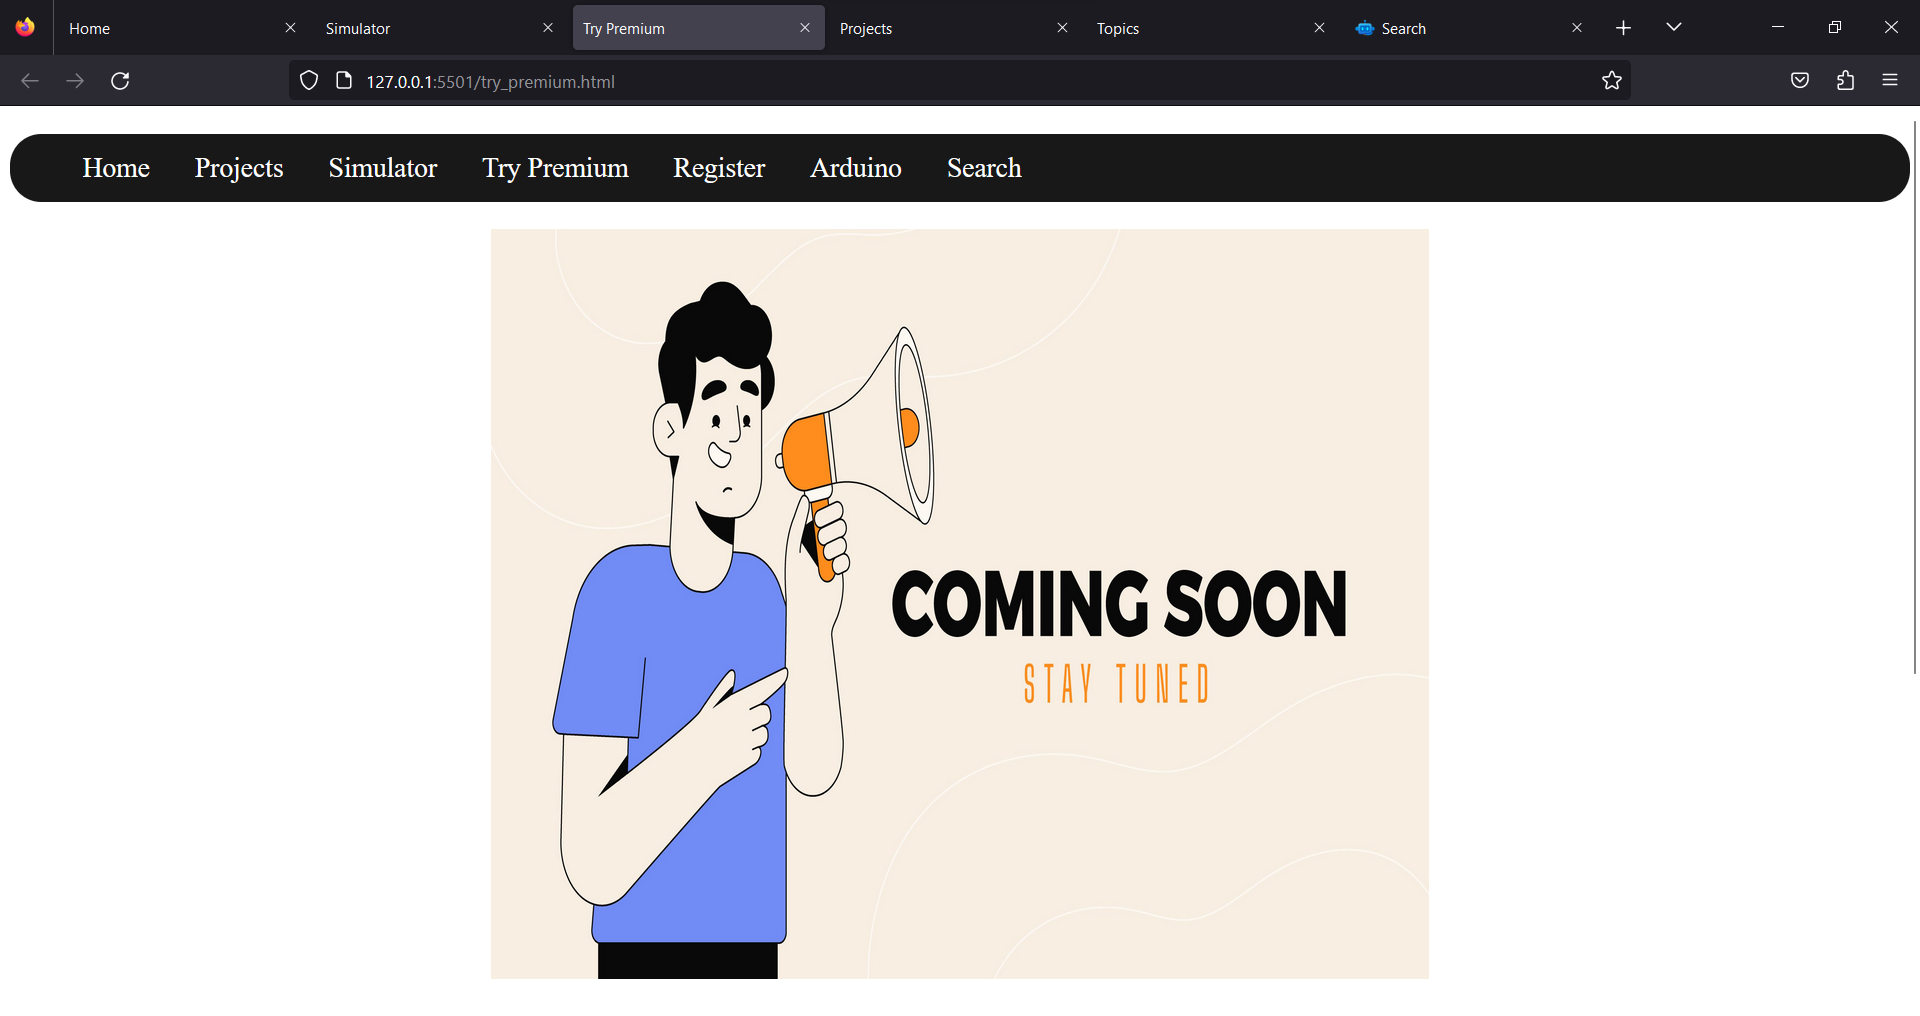 Home Simulator Try Premium Projects Topics Search
127.0.0.1:5501/try_premium.html
Home Projects Simulator Try Premium Register Arduino Search
COMING SOON
STAY TUNED